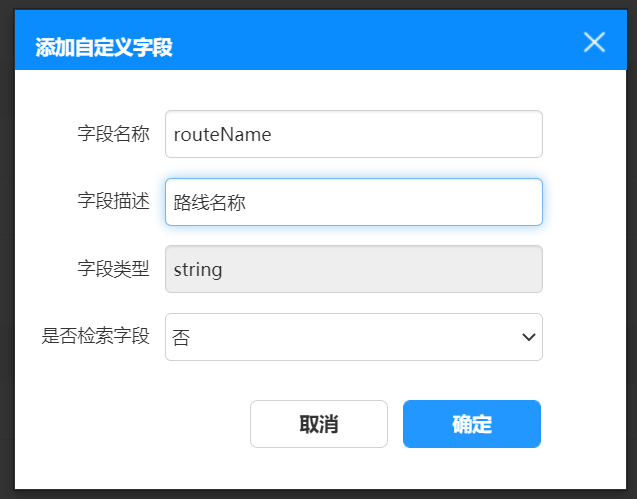 添加自定义字段
字段名称 routeName
字段描述 路线名称
字段类型 string
是否检索字段 否
取消 确定